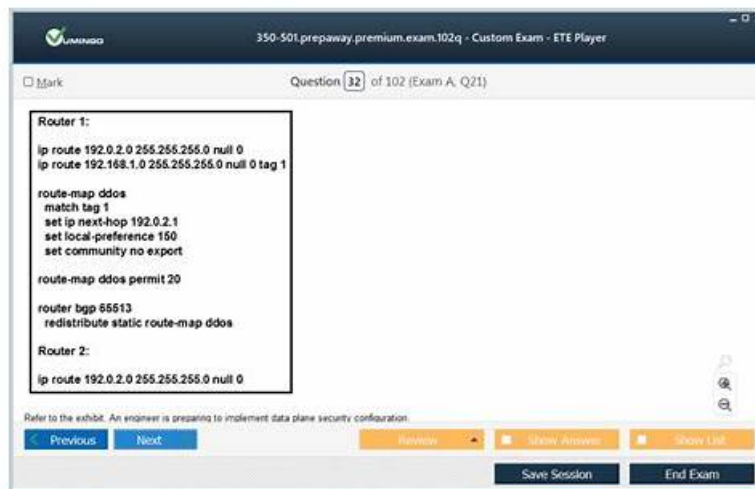 VUMINGO
350-501.prepaway.premium.exam.102q - Custom Exam - ETE Player
Mark
Question 32 of 102 (Exam A, Q21)
Router 1:
ip route 192.0.2.0 255.255.255.0 null 0
ip route 192.168.1.0 255.255.255.0 null 0 tag 1
route-map ddos
match tag 1
set ip next-hop 192.0.2.1
set local-preference 150
set community no export
route-map ddos permit 20
router bgp 65513
redistribute static route-map ddos
Router 2:
ip route 192.0.2.0 255.255.255.0 null 0
Refer to the exhibit. An engineer is preparing to implement data plane security configuration.
Previous
Next
Review
Show Answer
Show List
Save Session
End Exam